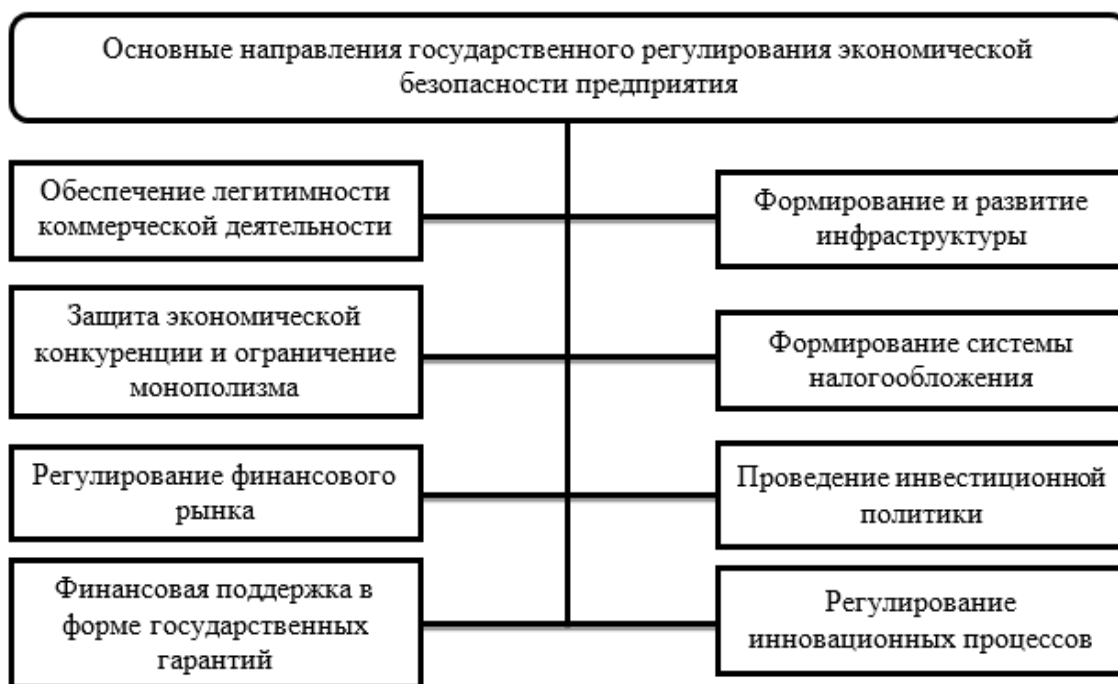 Основные направления государственного регулирования экономической
безопасности предприятия
Обеспечение легитимности
коммерческой деятельности
Формирование и развитие
инфраструктуры
Защита экономической
конкуренции и ограничение
монополизма
Формирование системы
налогообложения
Регулирование финансового
рынка
Проведение инвестиционной
политики
Финансовая поддержка в
форме государственных
гарантий
Регулирование
инновационных процессов